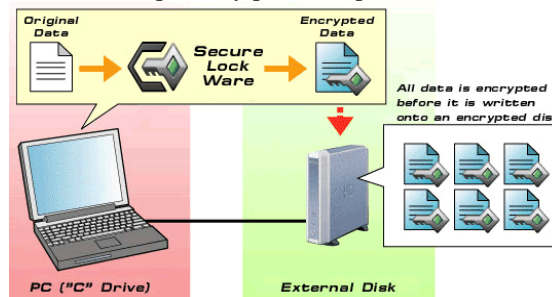 Original
Data
Secure
Lock
Ware
Encrypted
Data
All data is encrypted
before it is written
onto an encrypted dis
PC ("C" Drive)
External Disk